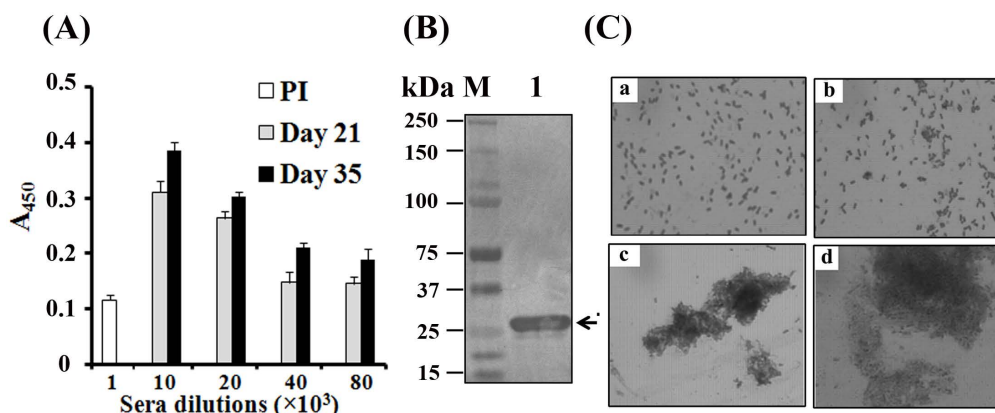 (A)
A₄₅₀
0.5
0.4
0.3
0.2
0.1
0
PI
Day 21
Day 35
1 10 20 40 80
Sera dilutions (×10³)
(B)
kDa M 1
250
150
100
75
37
25
15
(C)
a
b
c
d